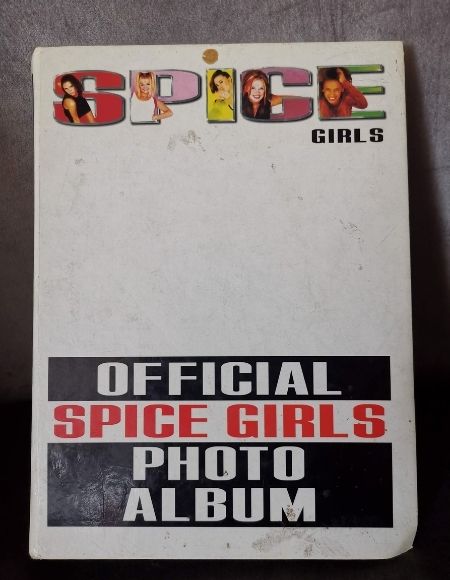 SPICE
GIRLS
OFFICIAL
SPICE GIRLS
PHOTO
ALBUM